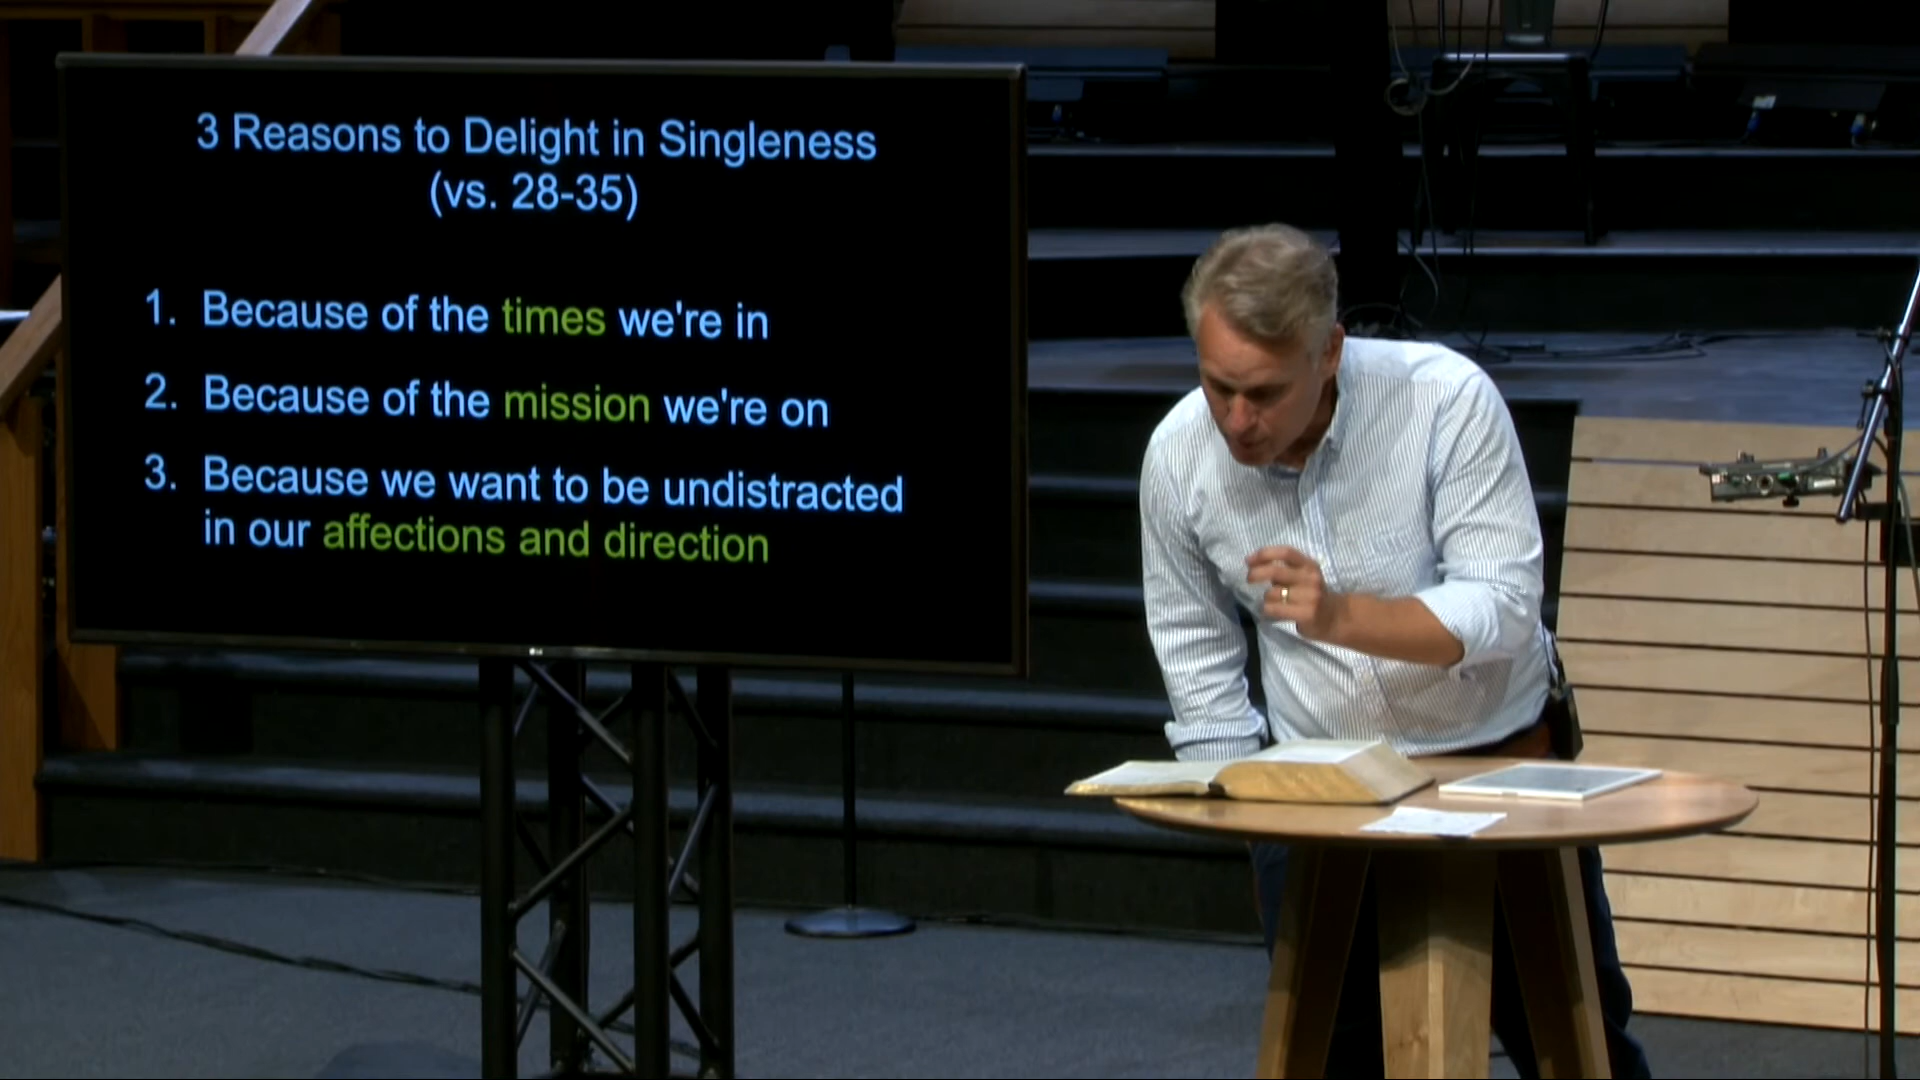 3 Reasons to Delight in Singleness
(vs. 28-35)
1. Because of the times we're in
2. Because of the mission we're on
3. Because we want to be undistracted
in our affections and direction